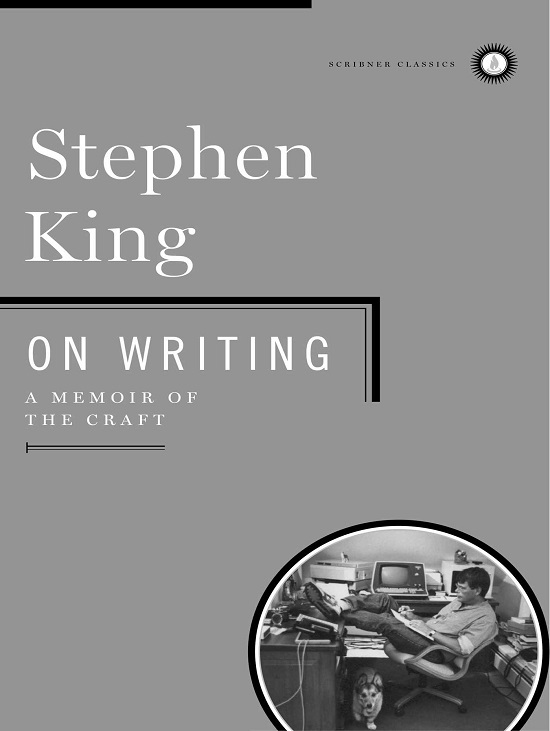 SCRIBNER CLASSICS
Stephen
King
ON WRITING
A MEMOIR OF
THE CRAFT